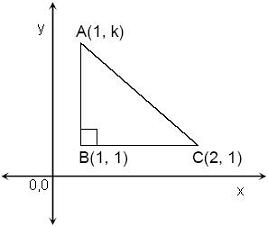 y
A(1, k)
B(1, 1) C(2, 1)
0,0
x